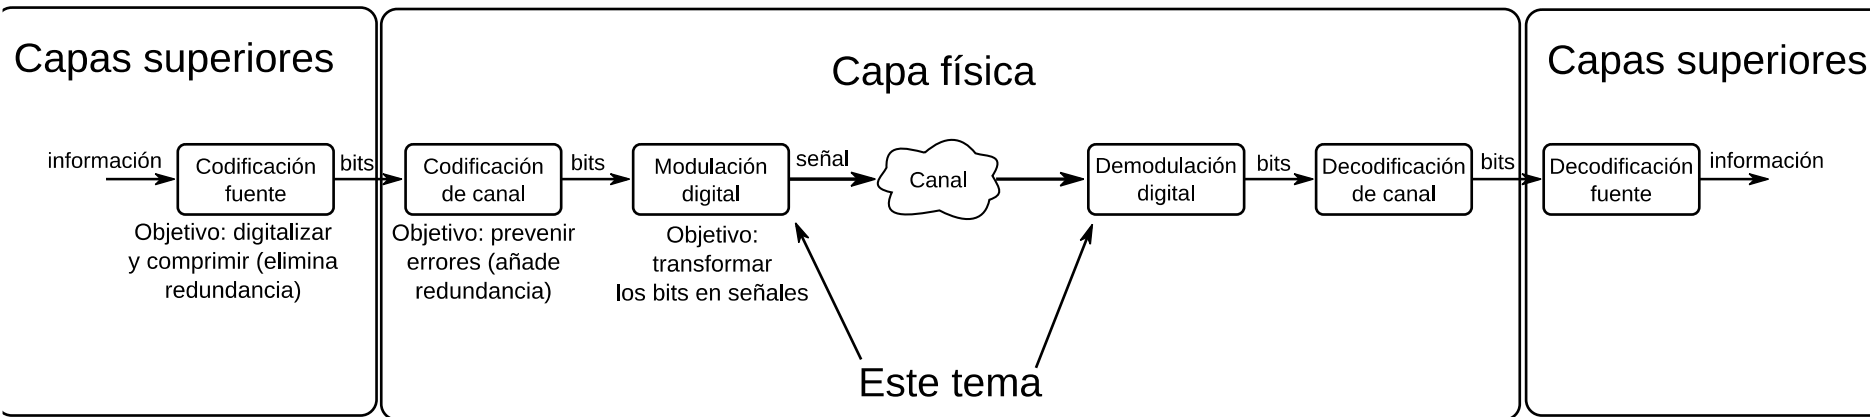 Capas superiores
Capa física
Capas superiores
información
Codificación
fuente
bits
Codificación
de canal
bits
Modulación
digital
señal
Canal
Demodulación
digital
bits
Decodificación
de canal
bits
Decodificación
fuente
información
Objetivo: digitalizar
y comprimir (elimina
redundancia)
Objetivo: prevenir
errores (añade
redundancia)
Objetivo:
transformar
los bits en señales
Este tema